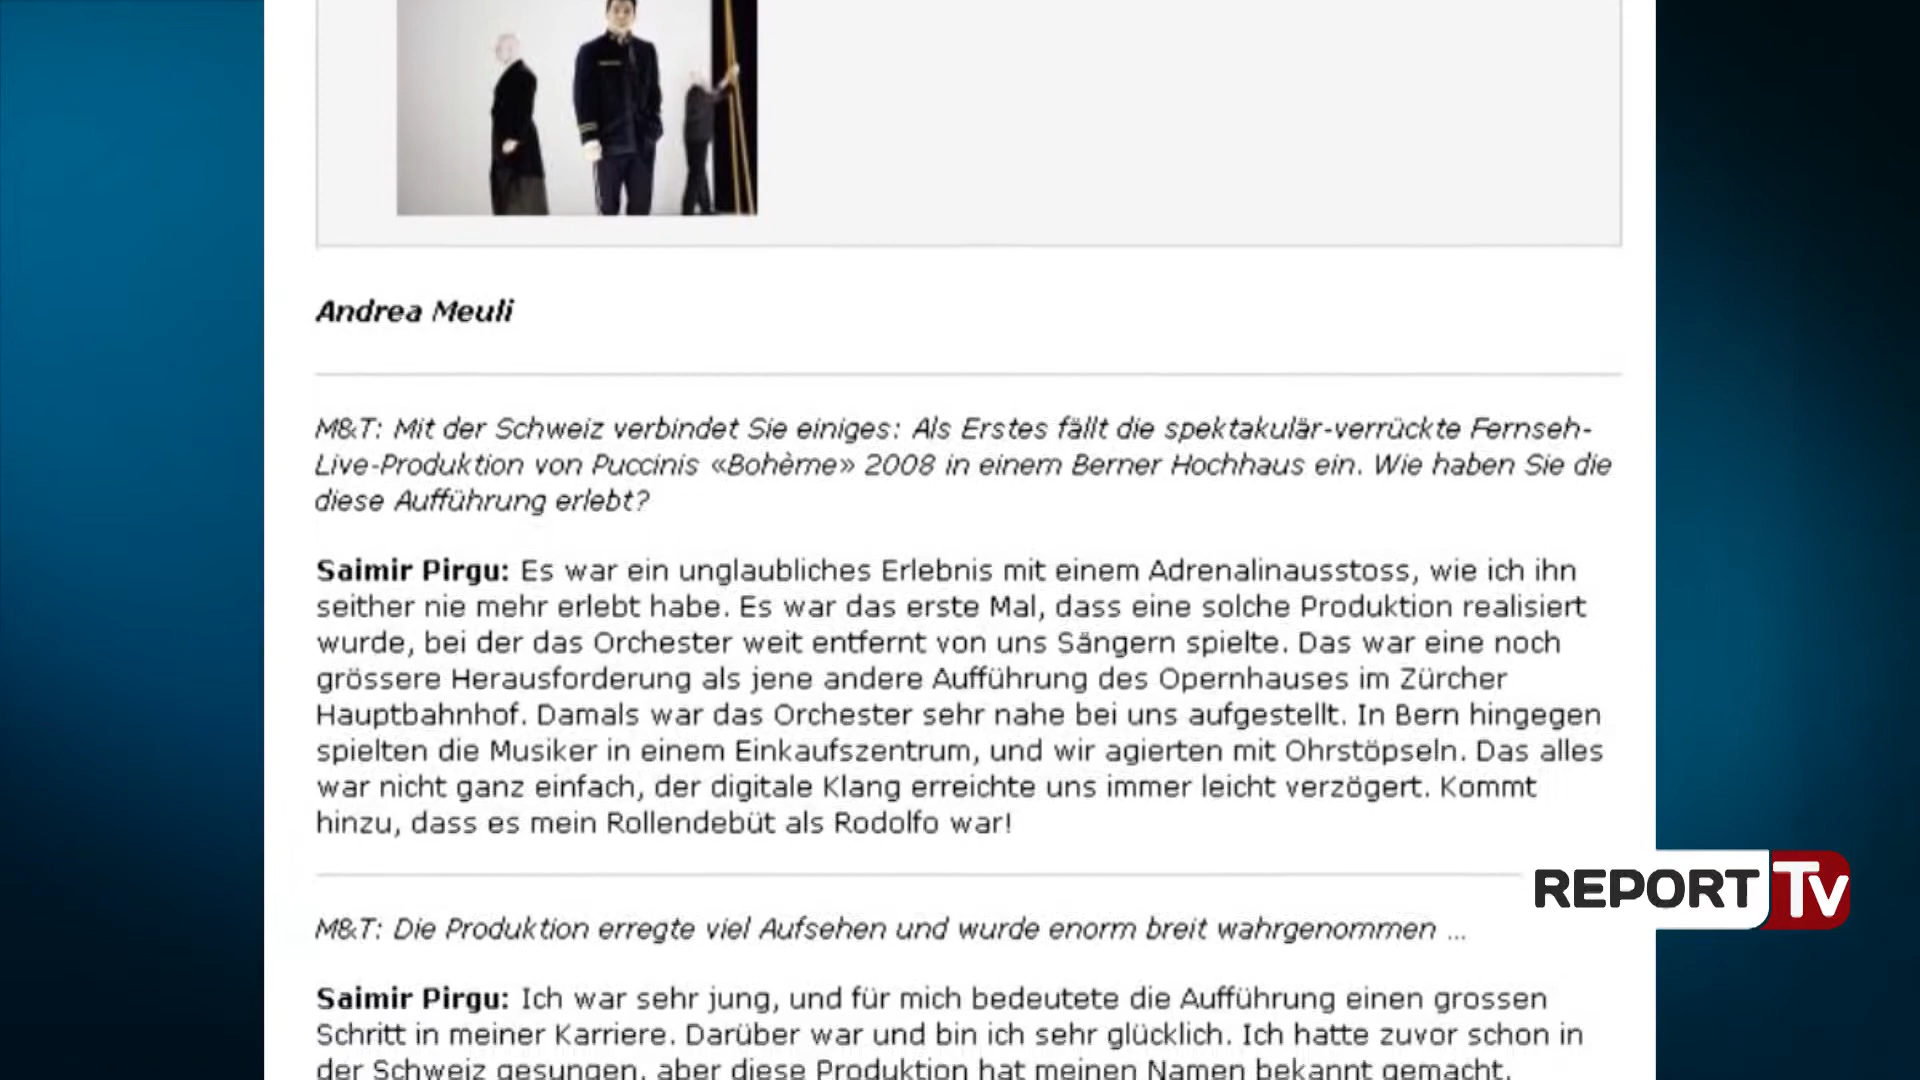 Andrea Meuli
M&T: Mit der Schweiz verbindet Sie einiges: Als Erstes fällt die spektakulär-verrückte Fernseh-
Live-Produktion von Puccinis «Bohème» 2008 in einem Berner Hochhaus ein. Wie haben Sie die
diese Aufführung erlebt?
Saimir Pirgu: Es war ein unglaubliches Erlebnis mit einem Adrenalinausstoss, wie ich ihn
seither nie mehr erlebt habe. Es war das erste Mal, dass eine solche Produktion realisiert
wurde, bei der das Orchester weit entfernt von uns Sängern spielte. Das war eine noch
grössere Herausforderung als jene andere Aufführung des Opernhauses im Zürcher
Hauptbahnhof. Damals war das Orchester sehr nahe bei uns aufgestellt. In Bern hingegen
spielten die Musiker in einem Einkaufszentrum, und wir agierten mit Ohrstöpseln. Das alles
war nicht ganz einfach, der digitale Klang erreichte uns immer leicht verzögert. Kommt
hinzu, dass es mein Rollendebüt als Rodolfo war!
REPORT Tv
M&T: Die Produktion erregte viel Aufsehen und wurde enorm breit wahrgenommen ...
Saimir Pirgu: Ich war sehr jung, und für mich bedeutete die Aufführung einen grossen
Schritt in meiner Karriere. Darüber war und bin ich sehr glücklich. Ich hatte zuvor schon in
der Schweiz gesungen, aber diese Produktion hat meinen Namen bekannt gemacht.